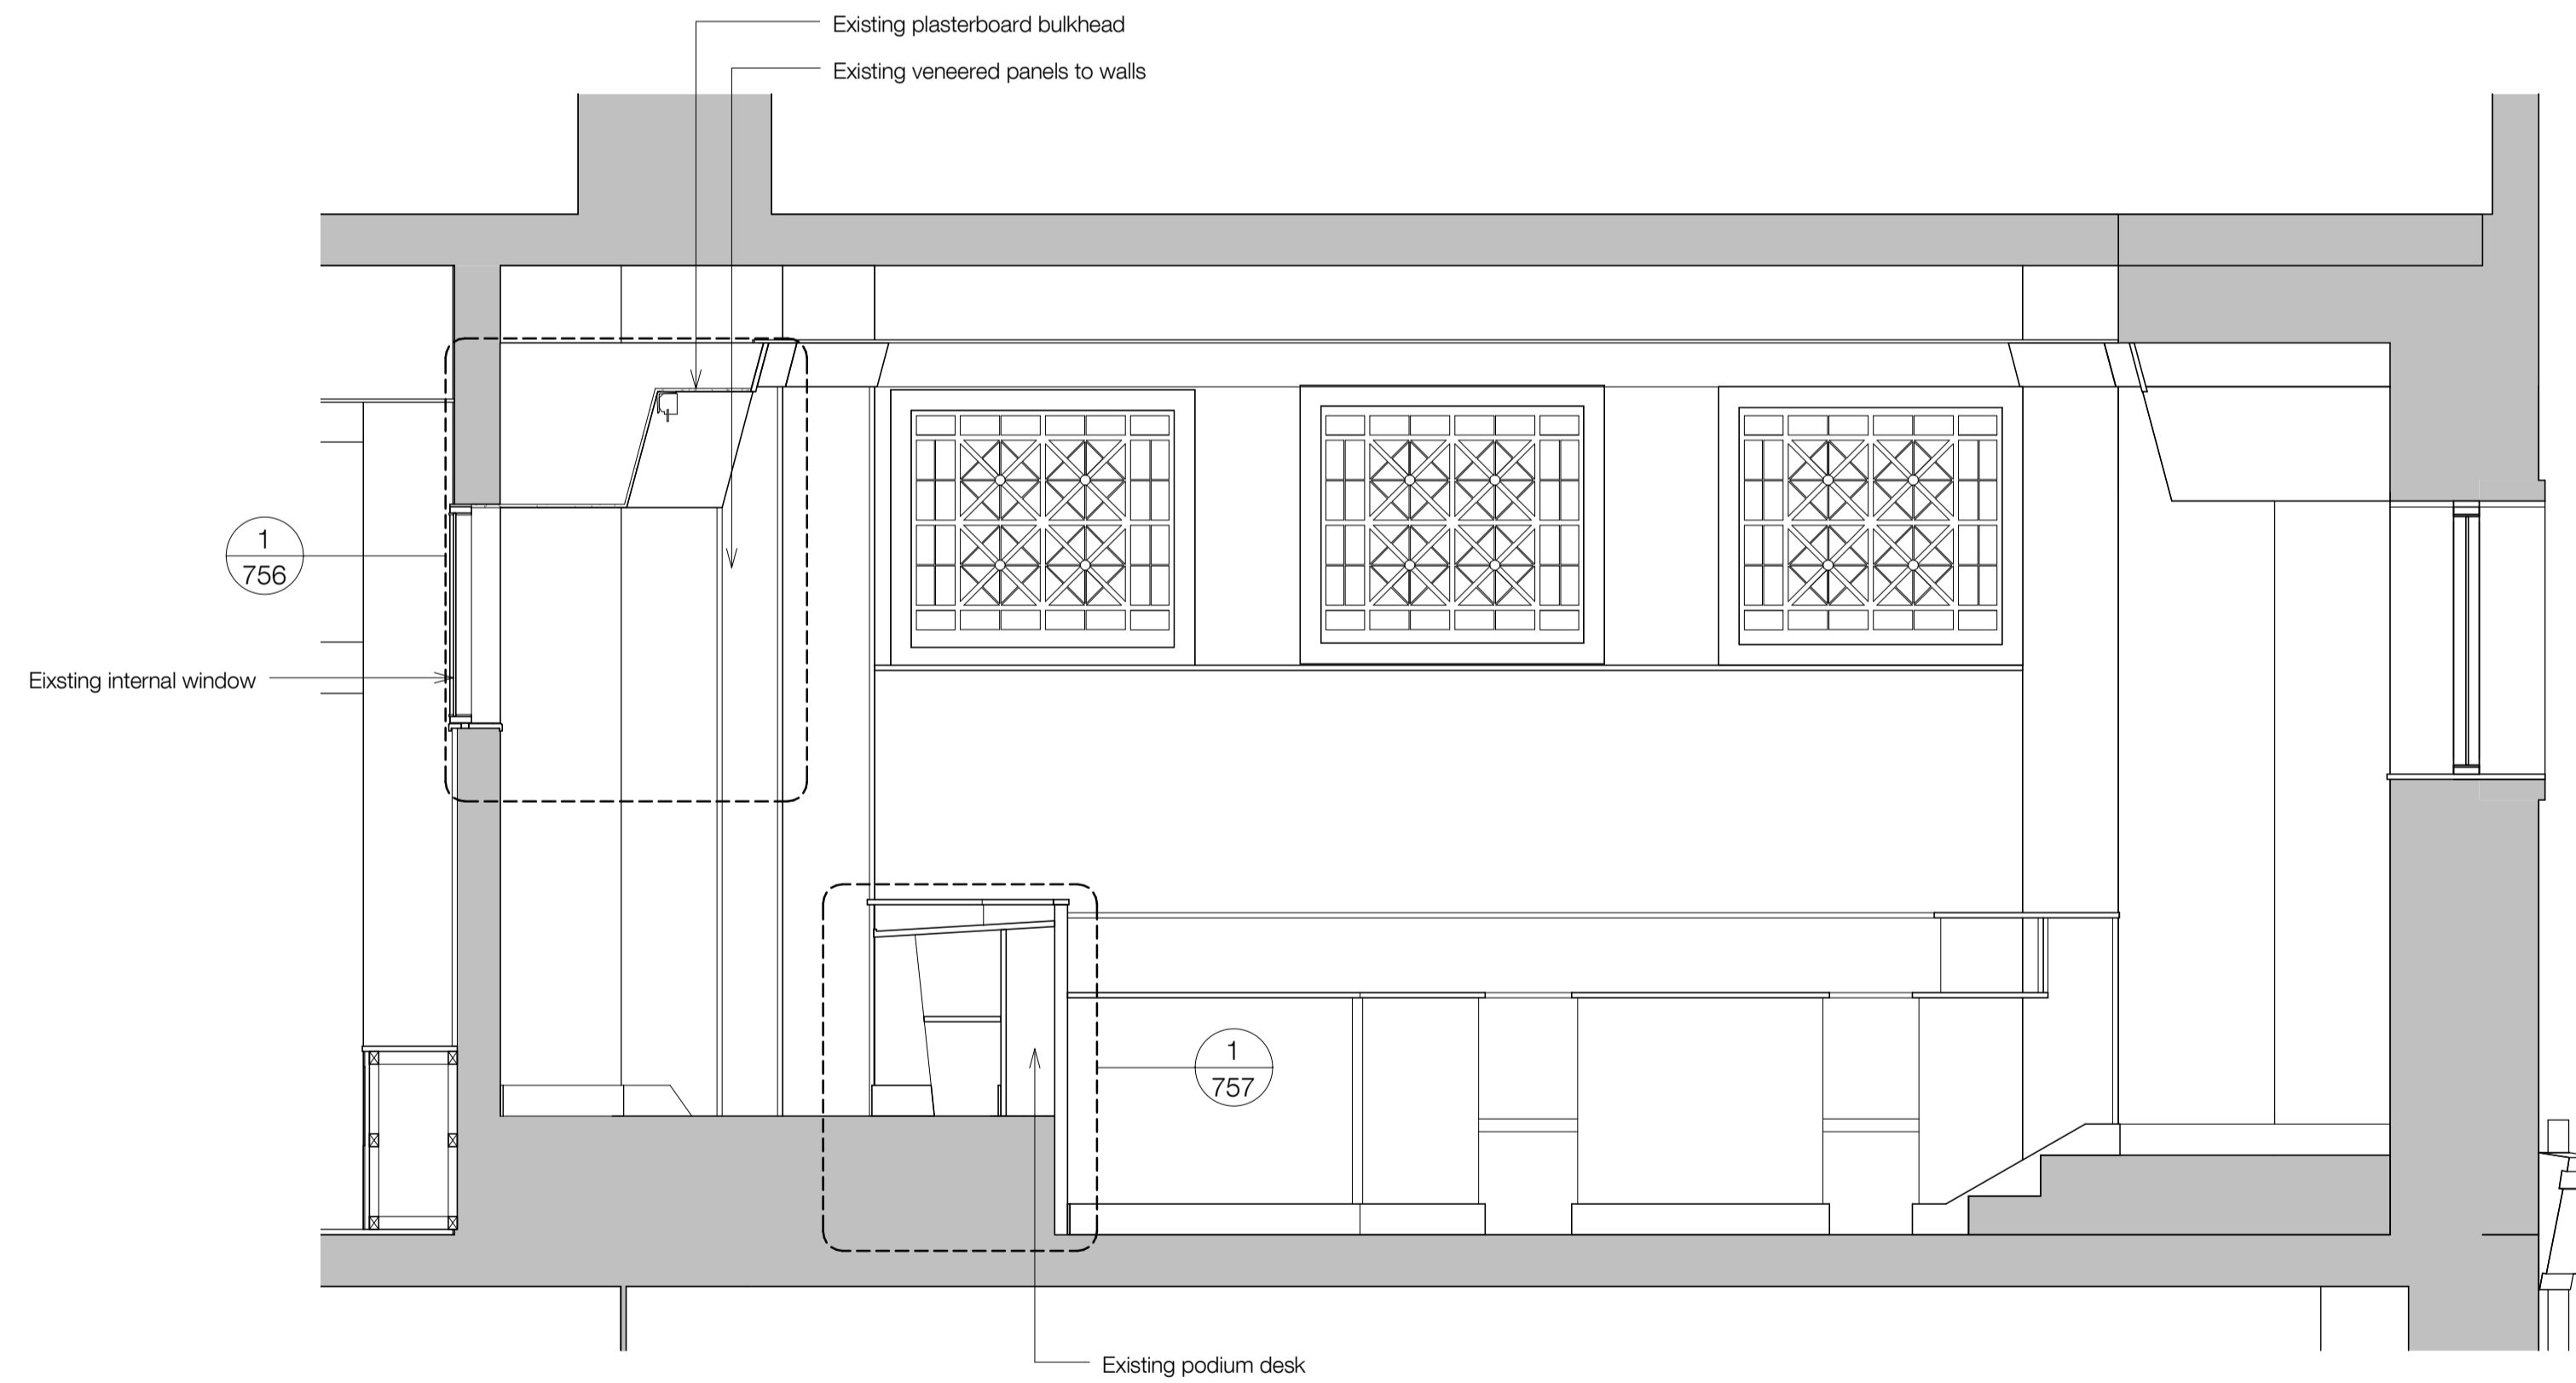 Existing plasterboard bulkhead
Existing veneered panels to walls
1
756
Eixsting internal window
1
757
Existing podium desk